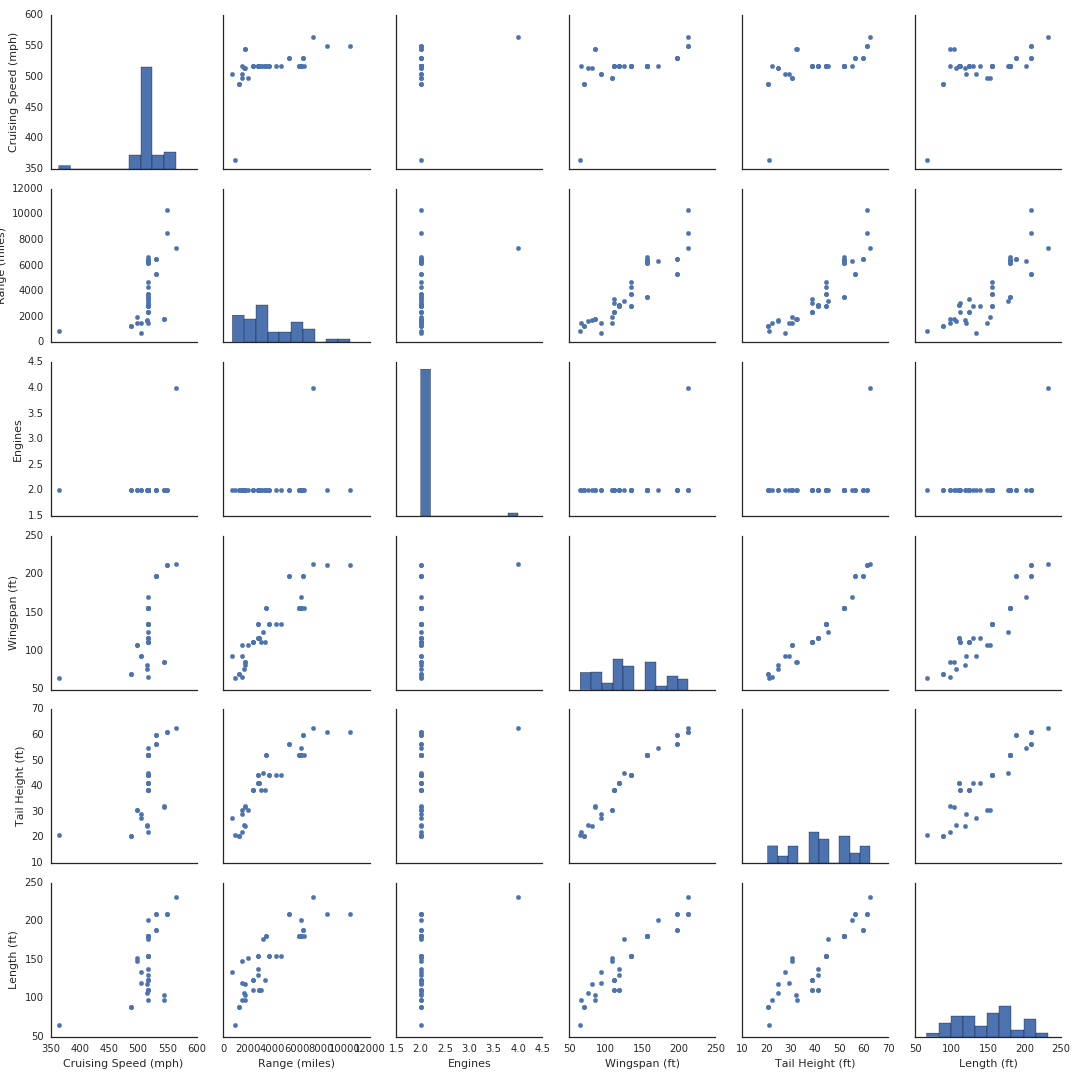 600
550
500
450
400
350
Cruising Speed (mph)
12000
10000
8000
6000
4000
2000
0
Range (miles)
4.5
4.0
3.5
3.0
2.5
2.0
1.5
Engines
250
200
150
100
50
Wingspan (ft)
70
60
50
40
30
20
10
Tail Height (ft)
250
200
150
100
50
Length (ft)
350 400 450 500 550 600
Cruising Speed (mph)
0 2000 4000 6000 8000 10000 12000
Range (miles)
1.5 2.0 2.5 3.0 3.5 4.0 4.5
Engines
50 100 150 200 250
Wingspan (ft)
10 20 30 40 50 60 70
Tail Height (ft)
50 100 150 200 250
Length (ft)